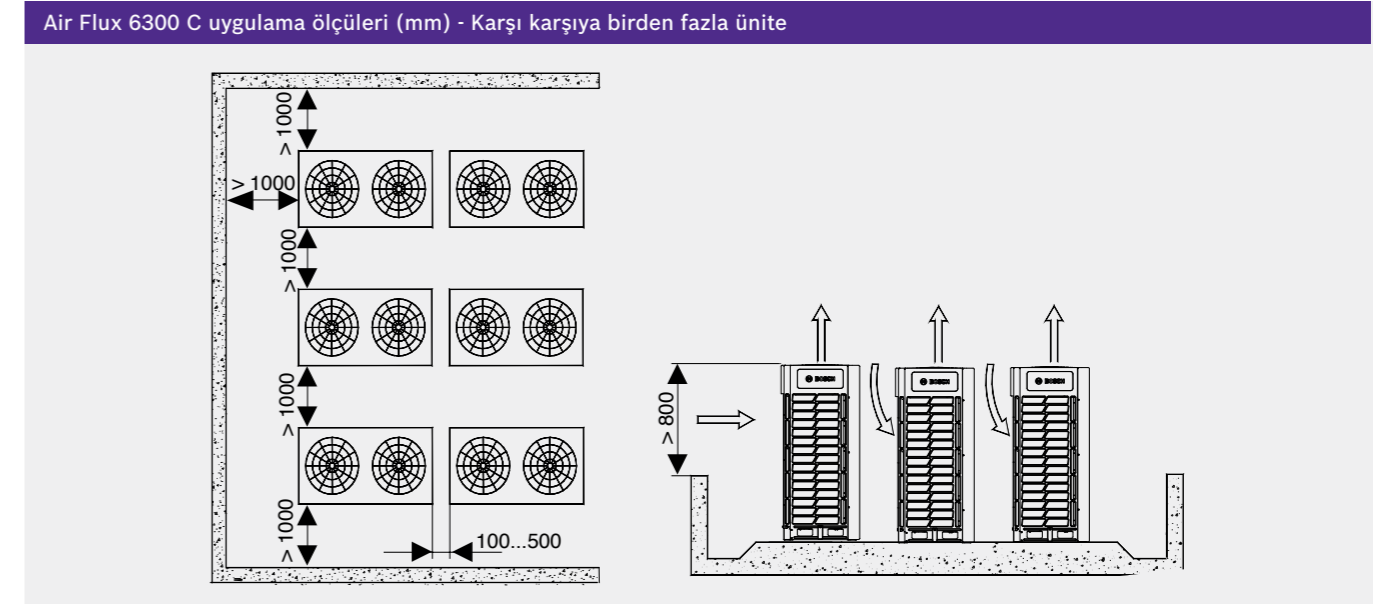 Air Flux 6300 C uygulama ölçüleri (mm) - Karşı karşıya birden fazla ünite
> 1000
> 1000
> 1000
> 1000
> 1000
100...500
> 800
BOSCH
BOSCH
BOSCH